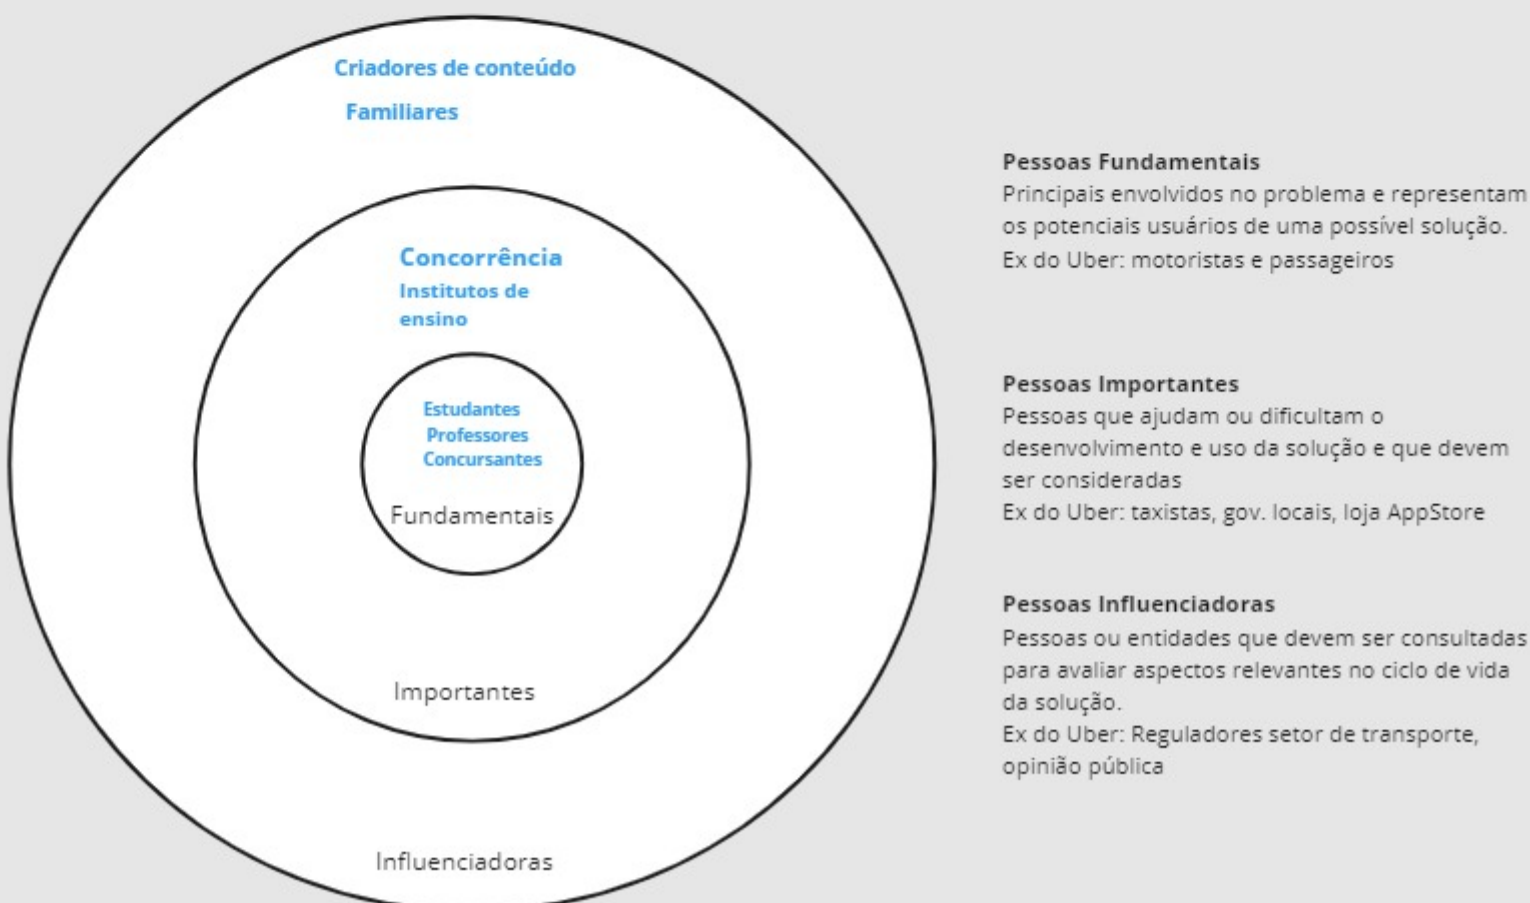 Criadores de conteúdo
Familiares
Concorrência
Institutos de
ensino
Estudantes
Professores
Concursantes
Fundamentais
Importantes
Influenciadoras
Pessoas Fundamentais
Principais envolvidos no problema e representam
os potenciais usuários de uma possível solução.
Ex do Uber: motoristas e passageiros
Pessoas Importantes
Pessoas que ajudam ou dificultam o
desenvolvimento e uso da solução e que devem
ser consideradas
Ex do Uber: taxistas, gov. locais, loja AppStore
Pessoas Influenciadoras
Pessoas ou entidades que devem ser consultadas
para avaliar aspectos relevantes no ciclo de vida
da solução.
Ex do Uber: Reguladores setor de transporte,
opinião pública